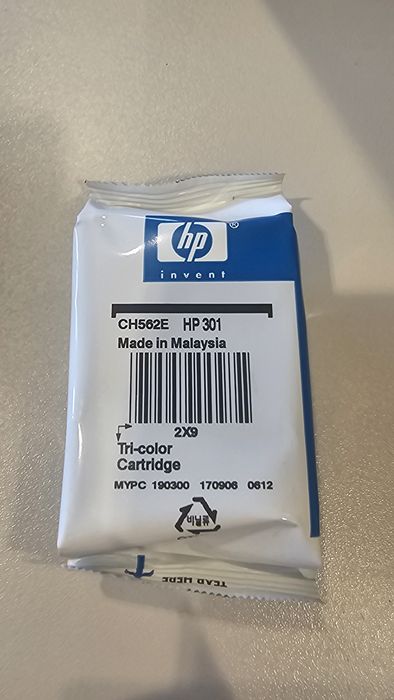 hp ®
invent
CH562E HP 301
Made in Malaysia
2X9
Tri-color
Cartridge
MYPC 190300 170906 0612
비닐류
TEAR HERE